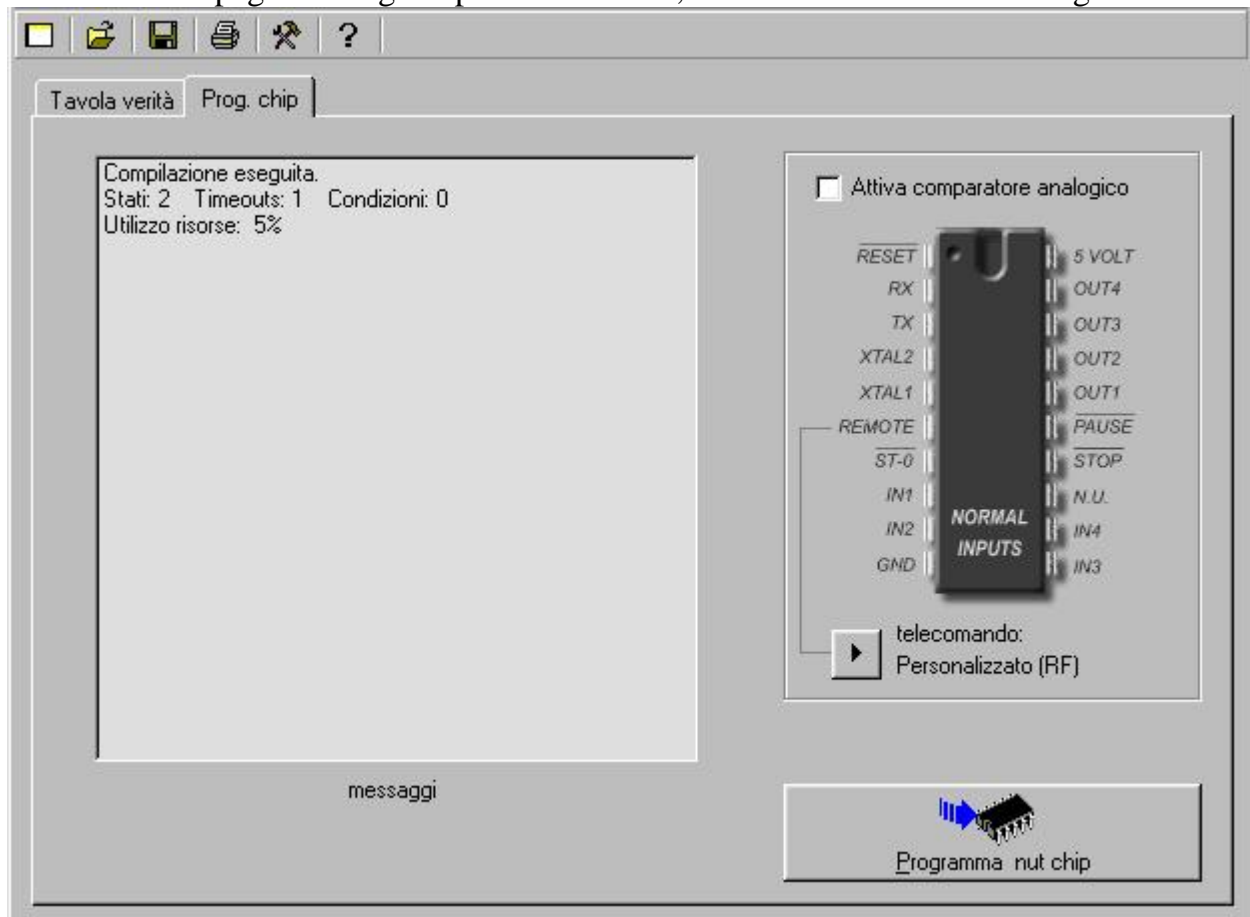 ?
Tavola verità Prog. chip
Compilazione eseguita.
Stati: 2 Timeouts: 1 Condizioni: 0
Utilizzo risorse: 5%
messaggi
Attiva comparatore analogico
RESET 5 VOLT
RX OUT4
TX OUT3
XTAL2 OUT2
XTAL1 OUT1
REMOTE PAUSE
ST-0 STOP
IN1 N.U.
IN2 IN4
GND IN3
NORMAL
INPUTS
telecomando:
Personalizzato (RF)
Programma nut chip